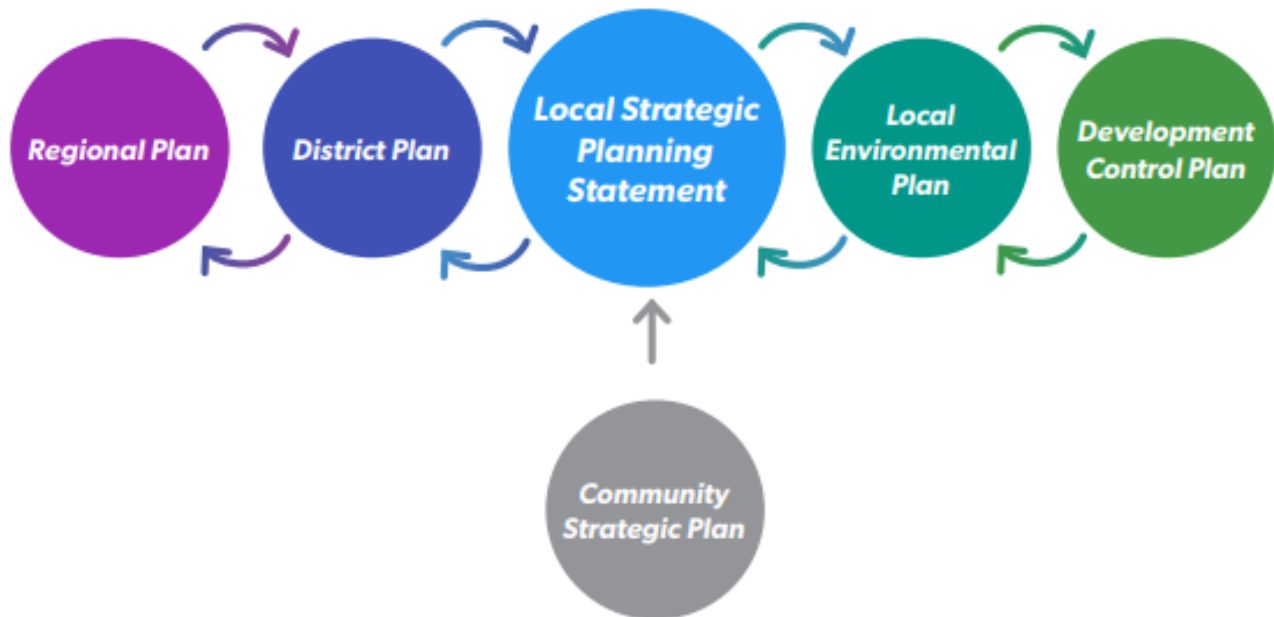 Regional Plan
District Plan
Local Strategic
Planning
Statement
Local
Environmental
Plan
Development
Control Plan
Community
Strategic Plan